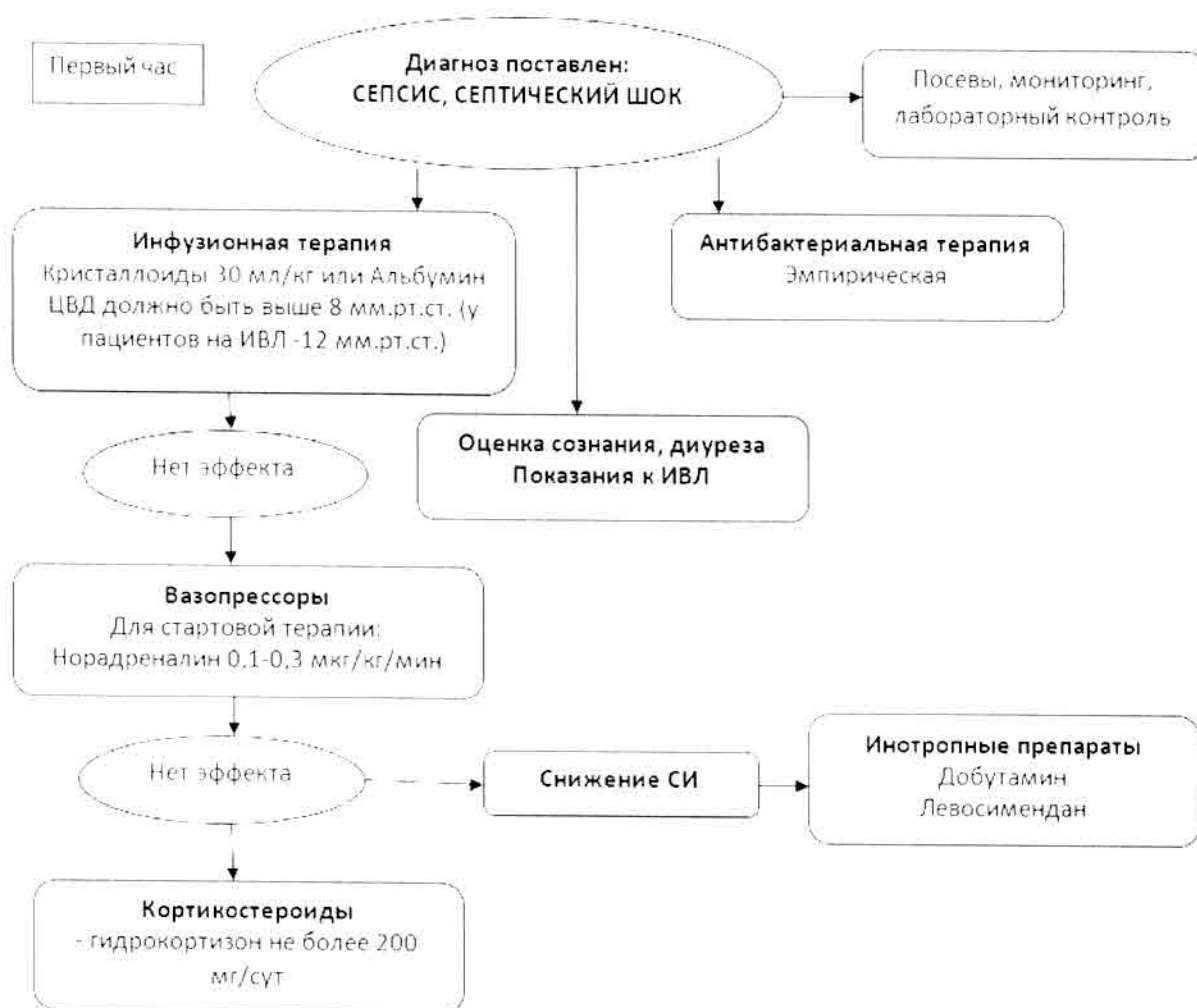 Первый час
Диагноз поставлен:
СЕПСИС, СЕПТИЧЕСКИЙ ШОК
Посевы, мониторинг,
лабораторный контроль
Инфузионная терапия
Кристаллоиды 30 мл/кг или Альбумин
ЦВД должно быть выше 8 мм.рт.ст. (у
пациентов на ИВЛ -12 мм.рт.ст.)
Антибактериальная терапия
Эмпирическая
Нет эффекта
Оценка сознания, диуреза
Показания к ИВЛ
Вазопрессоры
Для стартовой терапии:
Норадреналин 0,1-0,3 мкг/кг/мин
Нет эффекта
Снижение СИ
Инотропные препараты
Добутамин
Левосимендан
Кортикостероиды
- гидрокортизон не более 200
мг/сут